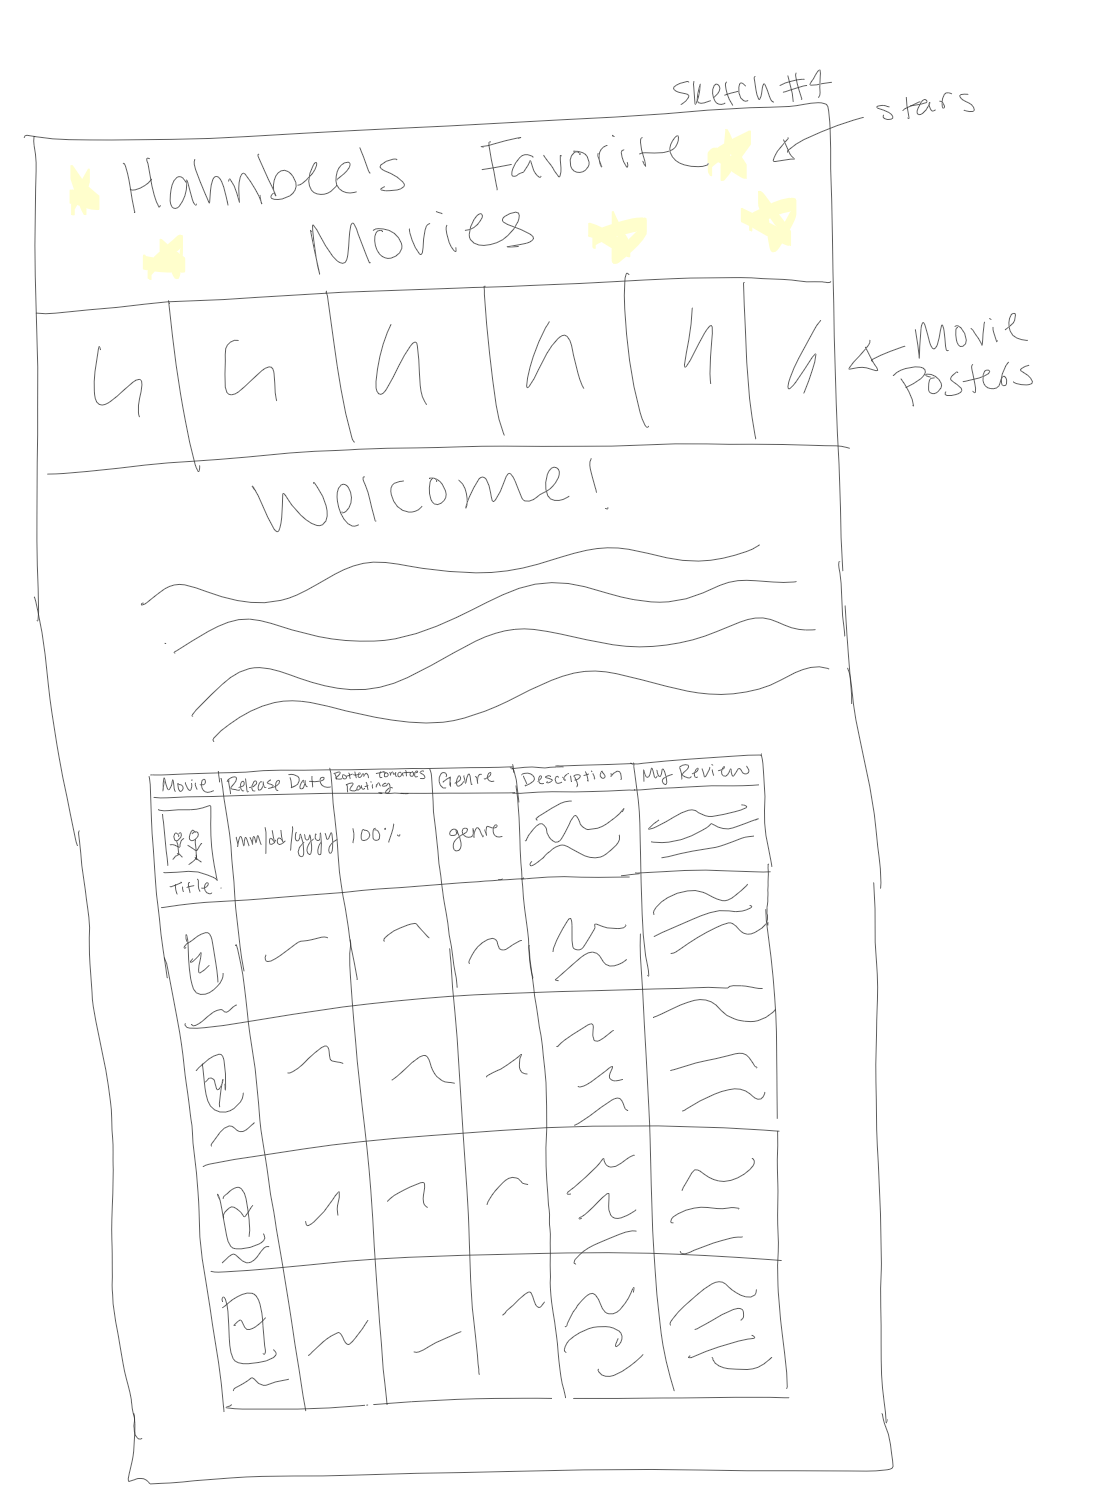 Sketch #4
stars
Hahnbee's Favorite
Movies
Movie
Posters
Welcome!
Movie
Release Date
Rotten Tomatoes
Rating
Genre
Description
My Review
mm/dd/yyyy
100%
genre
Title